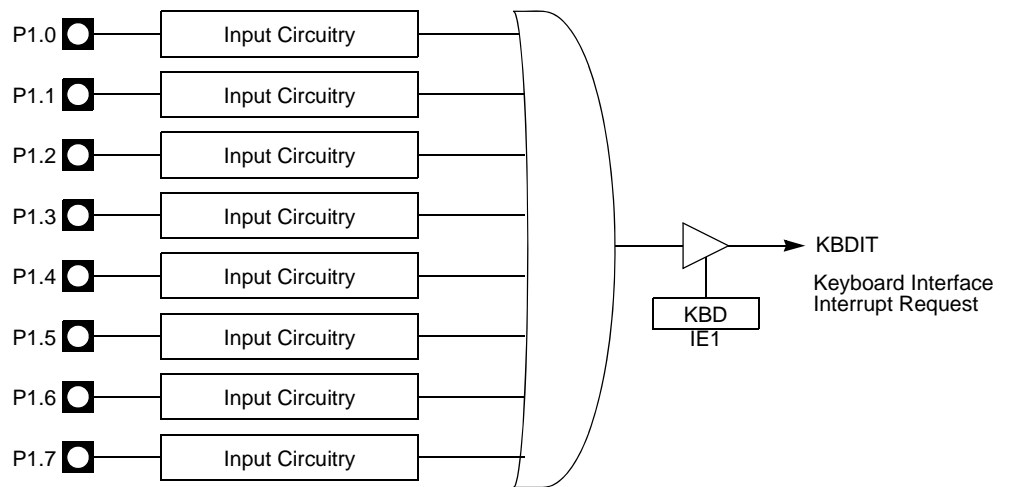 P1.0 Input Circuitry
P1.1 Input Circuitry
P1.2 Input Circuitry
P1.3 Input Circuitry
P1.4 Input Circuitry
P1.5 Input Circuitry
P1.6 Input Circuitry
P1.7 Input Circuitry
KBDIT
Keyboard Interface
Interrupt Request
KBD
IE1